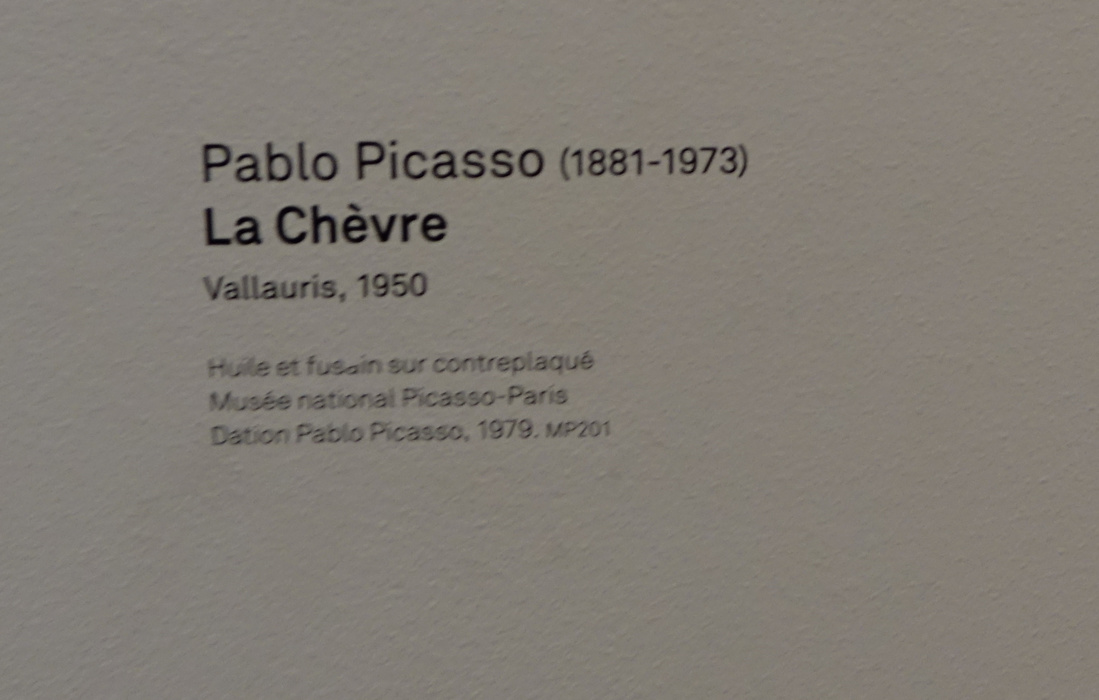 Pablo Picasso (1881-1973)
La Chèvre
Vallauris, 1950
Huile et fusain sur contreplaqué
Musée national Picasso-Paris
Dation Pablo Picasso, 1979. MP201